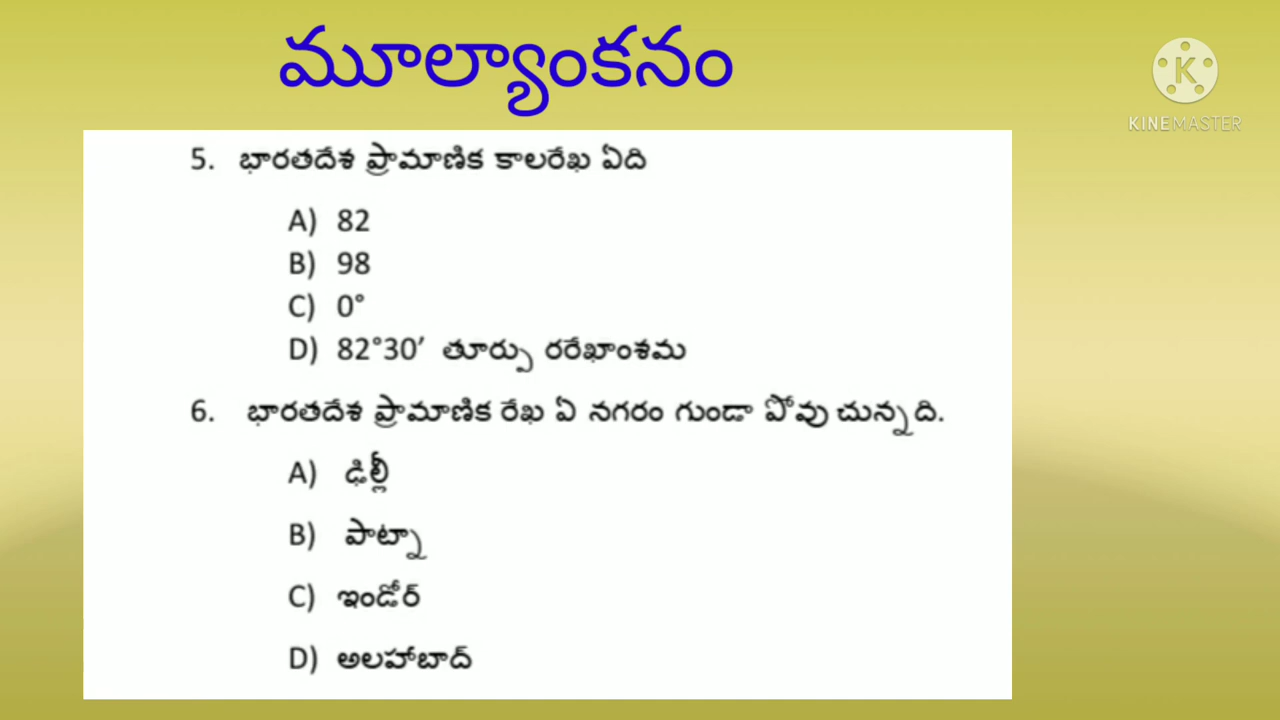 మూల్యాంకనం
KINEMASTER
5. భారతదేశ ప్రామాణిక కాలరేఖ ఏది
A) 82
B) 98
C) 0°
D) 82°30′ తూర్పు రరేఖాంశమ
6. భారతదేశ ప్రామాణిక రేఖ ఏ నగరం గుండా పోవు చున్నది.
A) ఢిల్లీ
B) పాట్నా
C) ఇండోర్
D) అలహాబాద్